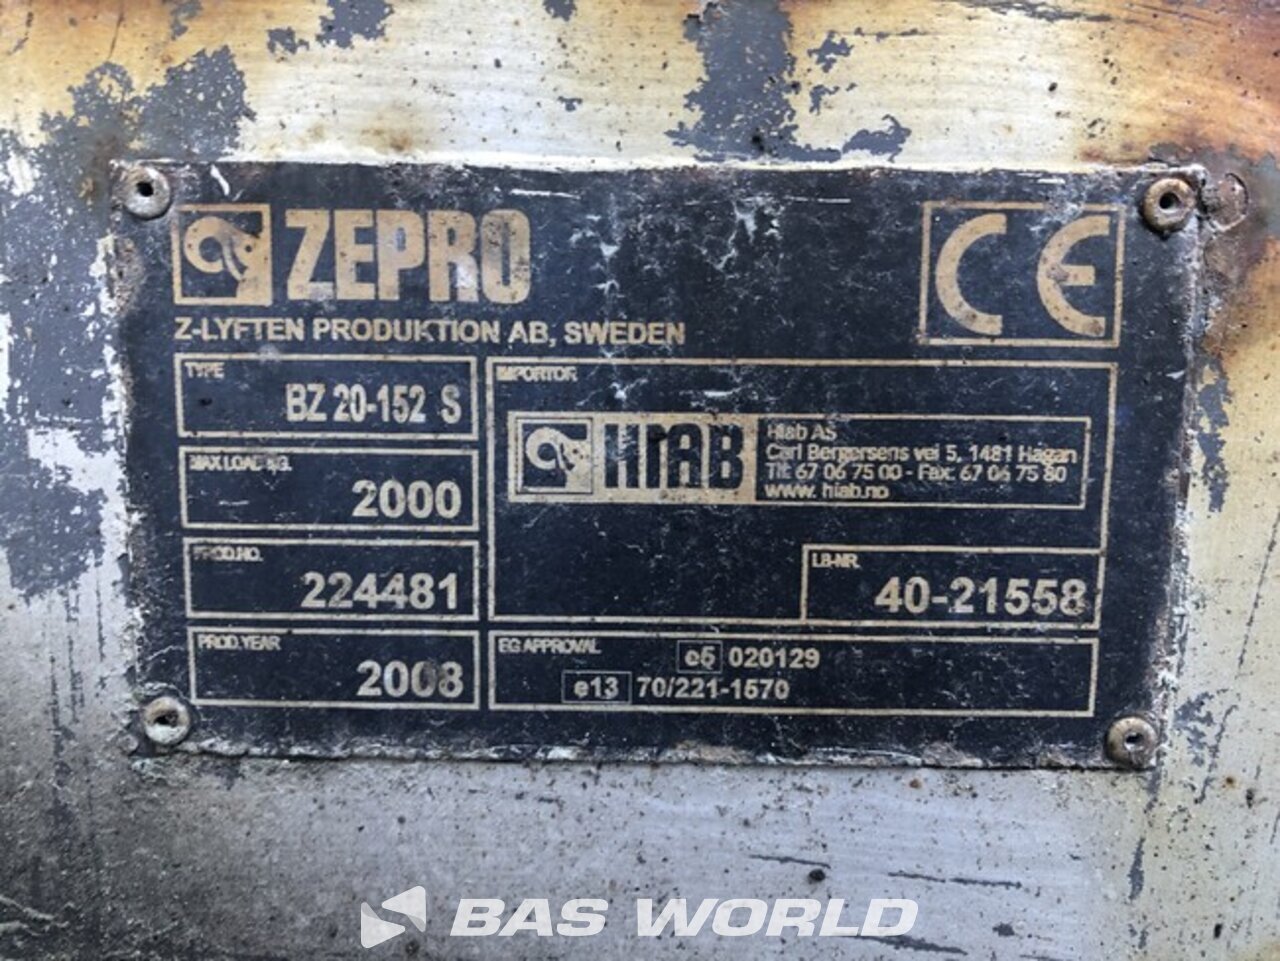 ZEPRO
CE
Z-LYFTEN PRODUKTION AB, SWEDEN
TYPE
BZ 20-152 S
MAX LOAD KG.
2000
PROD.NO.
224481
PROD.YEAR
2008
IMPORTOR
HIAB
Hiab AS
Carl Bergersens vei 5, 1481 Hagan
Tlf: 67 06 75 00 - Fax: 67 06 75 80
www.hiab.no
LB-NR.
40-21558
EG APPROVAL
e5 020129
e13 70/221-1570
BAS WORLD